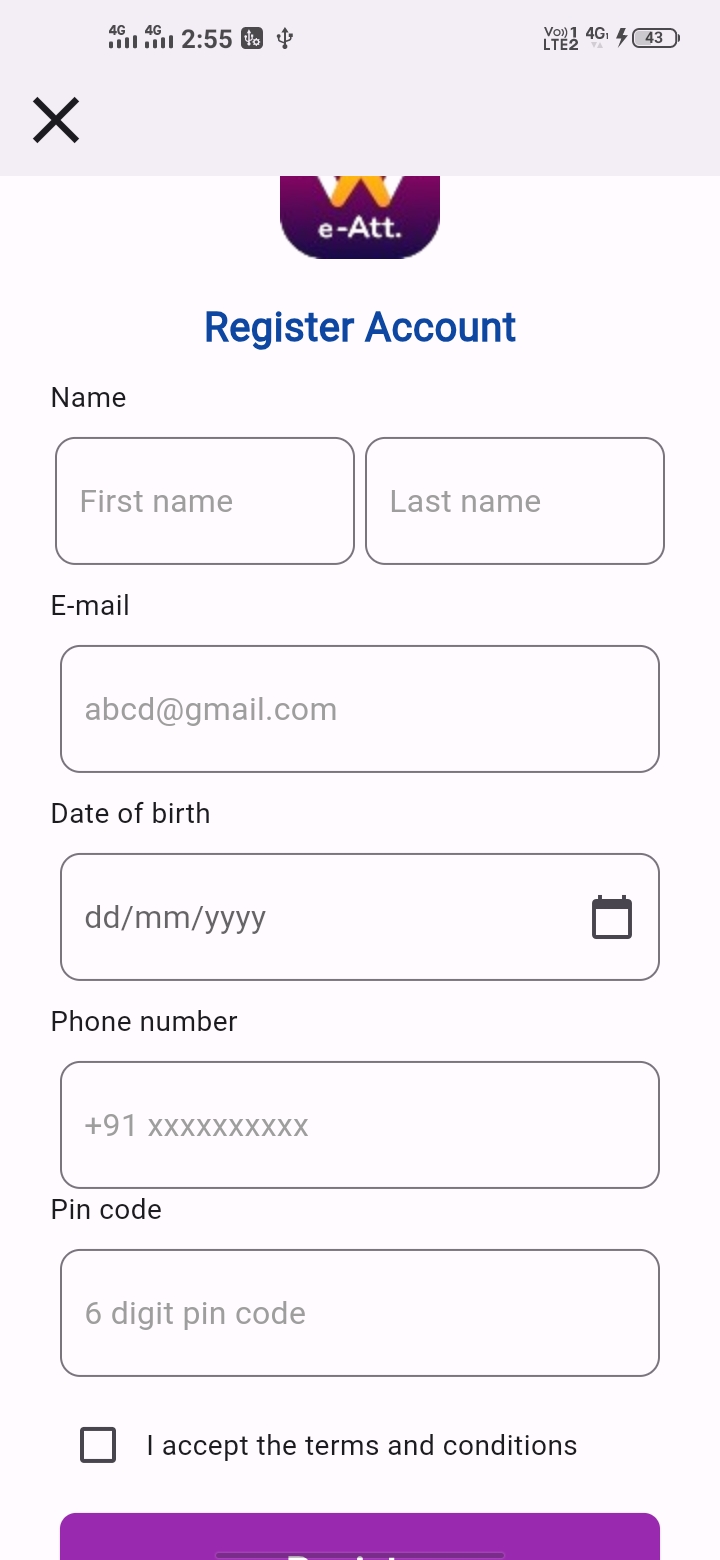 4G 4G 2:55 Vo)) 1 LTE2 4G1 43
e-Att.
Register Account
Name
First name Last name
E-mail
abcd@gmail.com
Date of birth
dd/mm/yyyy
Phone number
+91 xxxxxxxxxx
Pin code
6 digit pin code
I accept the terms and conditions